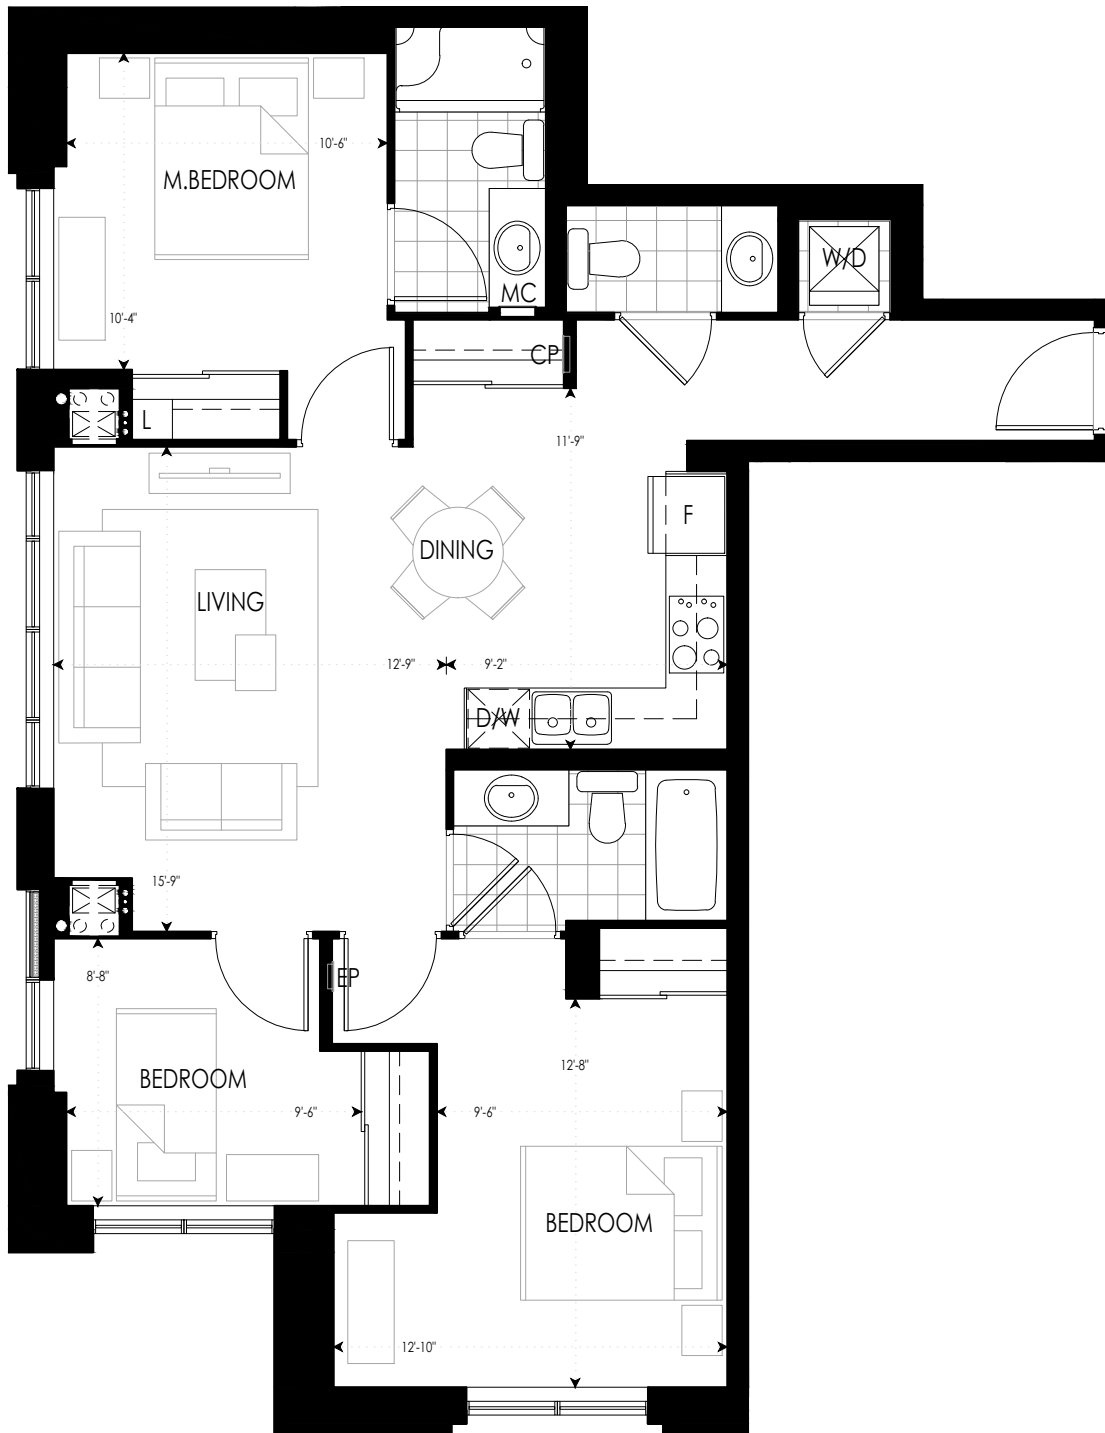 10'-6"
M.BEDROOM
W/D
MC
10'-4"
CP
L
11'-9"
F
DINING
LIVING
12'-9"
9'-2"
D/W
15'-9"
8'-8"
EP
12'-8"
BEDROOM
9'-6"
9'-6"
BEDROOM
12'-10"